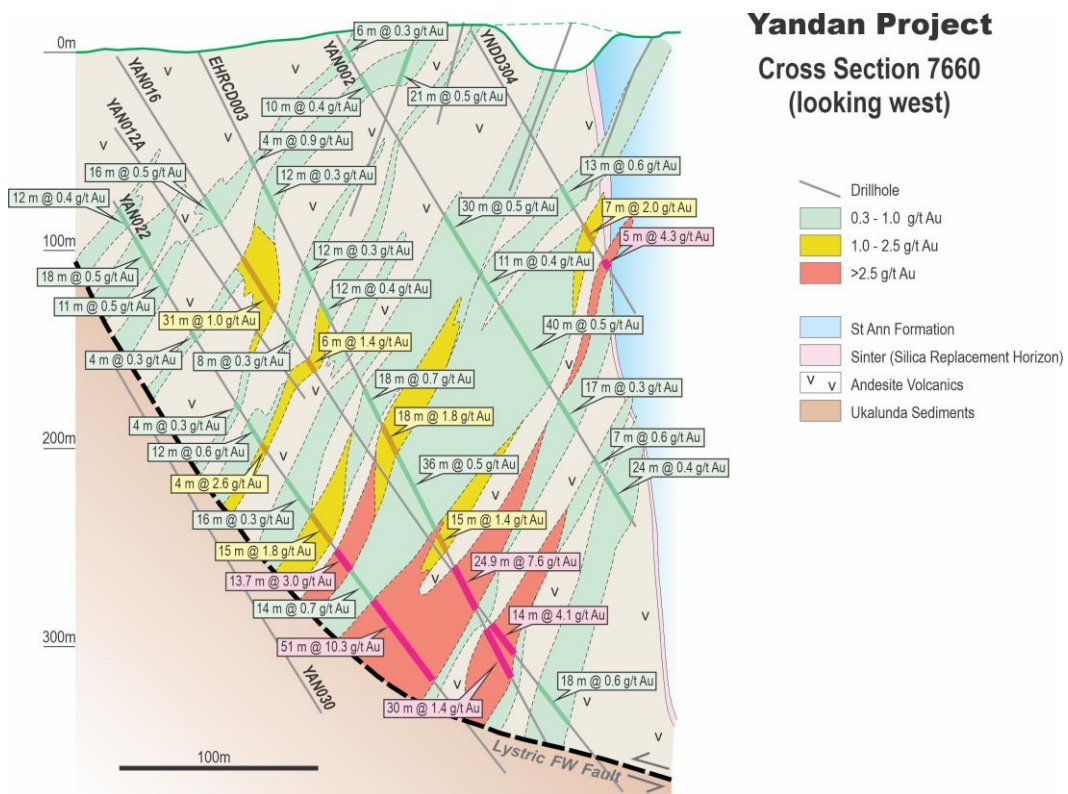 Yandan Project
Cross Section 7660
(looking west)
0m
100m
200m
300m
YAN016
EHRCD003
YAN002
YNDD304
YAN012A
YAN022
YAN030
6 m @ 0.3 g/t Au
10 m @ 0.4 g/t Au
21 m @ 0.5 g/t Au
4 m @ 0.9 g/t Au
16 m @ 0.5 g/t Au
12 m @ 0.3 g/t Au
13 m @ 0.6 g/t Au
12 m @ 0.4 g/t Au
30 m @ 0.5 g/t Au
7 m @ 2.0 g/t Au
5 m @ 4.3 g/t Au
12 m @ 0.3 g/t Au
11 m @ 0.4 g/t Au
18 m @ 0.5 g/t Au
12 m @ 0.4 g/t Au
11 m @ 0.5 g/t Au
31 m @ 1.0 g/t Au
40 m @ 0.5 g/t Au
6 m @ 1.4 g/t Au
4 m @ 0.3 g/t Au
8 m @ 0.3 g/t Au
18 m @ 0.7 g/t Au
17 m @ 0.3 g/t Au
18 m @ 1.8 g/t Au
4 m @ 0.3 g/t Au
7 m @ 0.6 g/t Au
12 m @ 0.6 g/t Au
36 m @ 0.5 g/t Au
24 m @ 0.4 g/t Au
4 m @ 2.6 g/t Au
16 m @ 0.3 g/t Au
15 m @ 1.4 g/t Au
15 m @ 1.8 g/t Au
24.9 m @ 7.6 g/t Au
13.7 m @ 3.0 g/t Au
14 m @ 0.7 g/t Au
14 m @ 4.1 g/t Au
51 m @ 10.3 g/t Au
18 m @ 0.6 g/t Au
30 m @ 1.4 g/t Au
Lystric FW Fault
100m
Drillhole
0.3 - 1.0 g/t Au
1.0 - 2.5 g/t Au
>2.5 g/t Au
St Ann Formation
Sinter (Silica Replacement Horizon)
v v Andesite Volcanics
Ukalunda Sediments